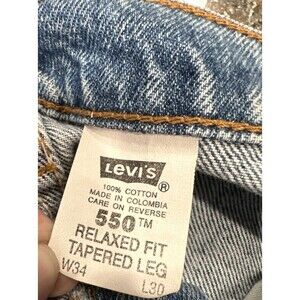 Levi's ®
100% COTTON
MADE IN COLOMBIA
CARE ON REVERSE
550™
RELAXED FIT
TAPERED LEG
W34 L30